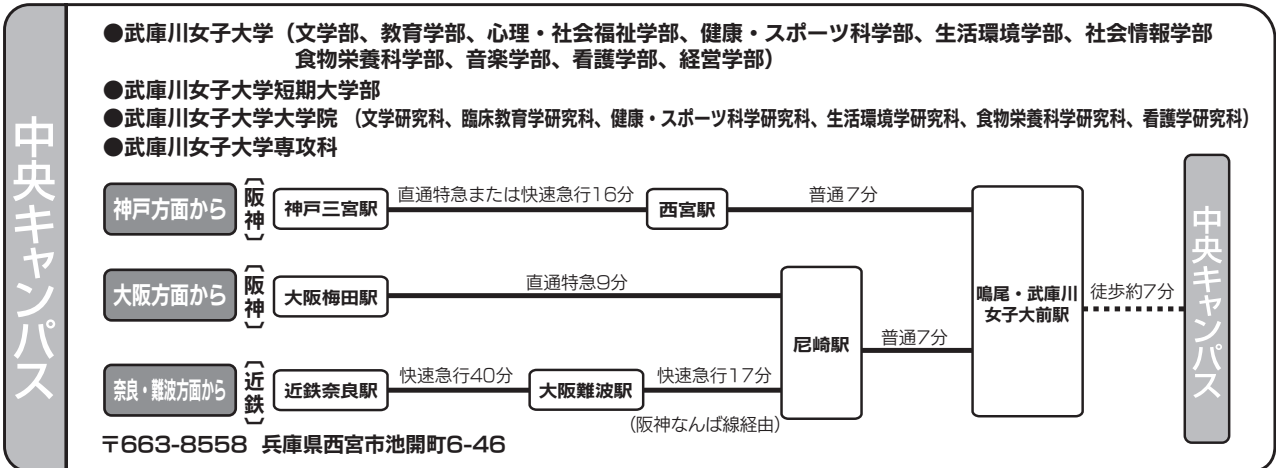 中央キャンパス
●武庫川女子大学（文学部、教育学部、心理・社会福祉学部、健康・スポーツ科学部、生活環境学部、社会情報学部
食物栄養科学部、音楽学部、看護学部、経営学部）
●武庫川女子大学短期大学部
●武庫川女子大学大学院 （文学研究科、臨床教育学研究科、健康・スポーツ科学研究科、生活環境学研究科、食物栄養科学研究科、看護学研究科）
●武庫川女子大学専攻科
神戸方面から
〔阪神〕
神戸三宮駅
直通特急または快速急行16分
西宮駅
普通7分
大阪方面から
〔阪神〕
大阪梅田駅
直通特急9分
奈良・難波方面から
〔近鉄〕
近鉄奈良駅
快速急行40分
大阪難波駅
快速急行17分
（阪神なんば線経由）
尼崎駅
普通7分
鳴尾・武庫川
女子大前駅
徒歩約7分
中央キャンパス
〒663-8558 兵庫県西宮市池開町6-46